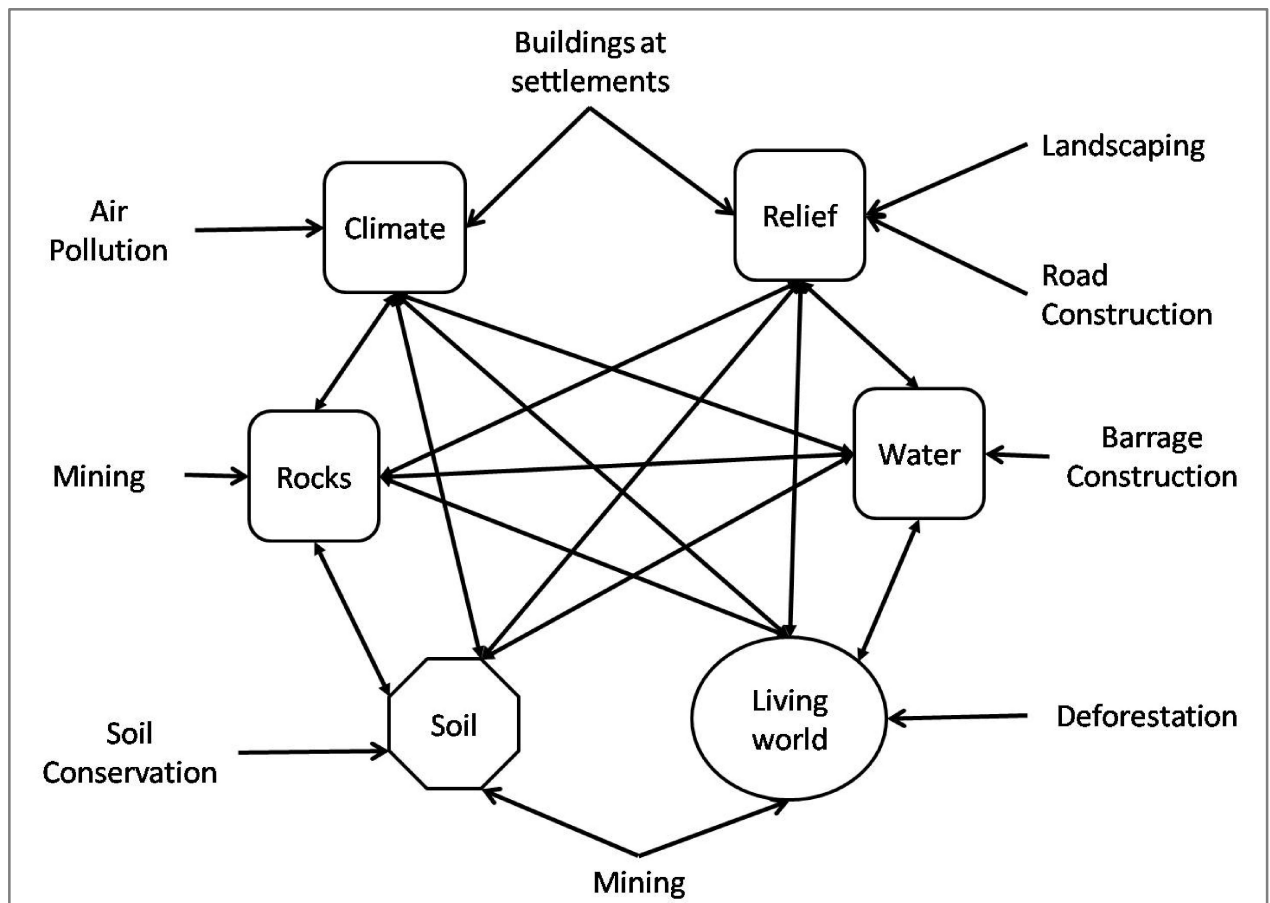 Buildings at
settlements
Landscaping
Relief
Climate
Air
Pollution
Road
Construction
Barrage
Construction
Water
Mining
Rocks
Living
world
Deforestation
Soil
Soil
Conservation
Mining